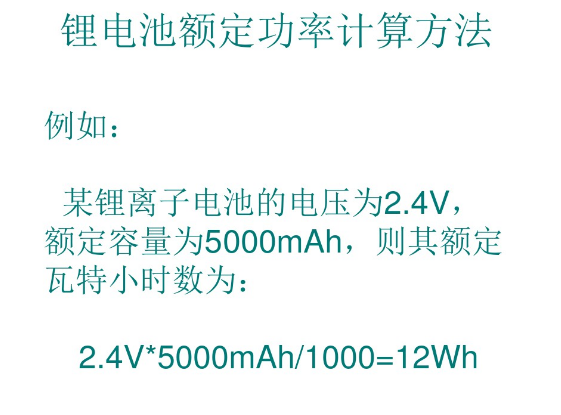 锂电池额定功率计算方法
例如：
某锂离子电池的电压为2.4V，
额定容量为5000mAh，则其额定
瓦特小时数为：
2.4V*5000mAh/1000=12Wh